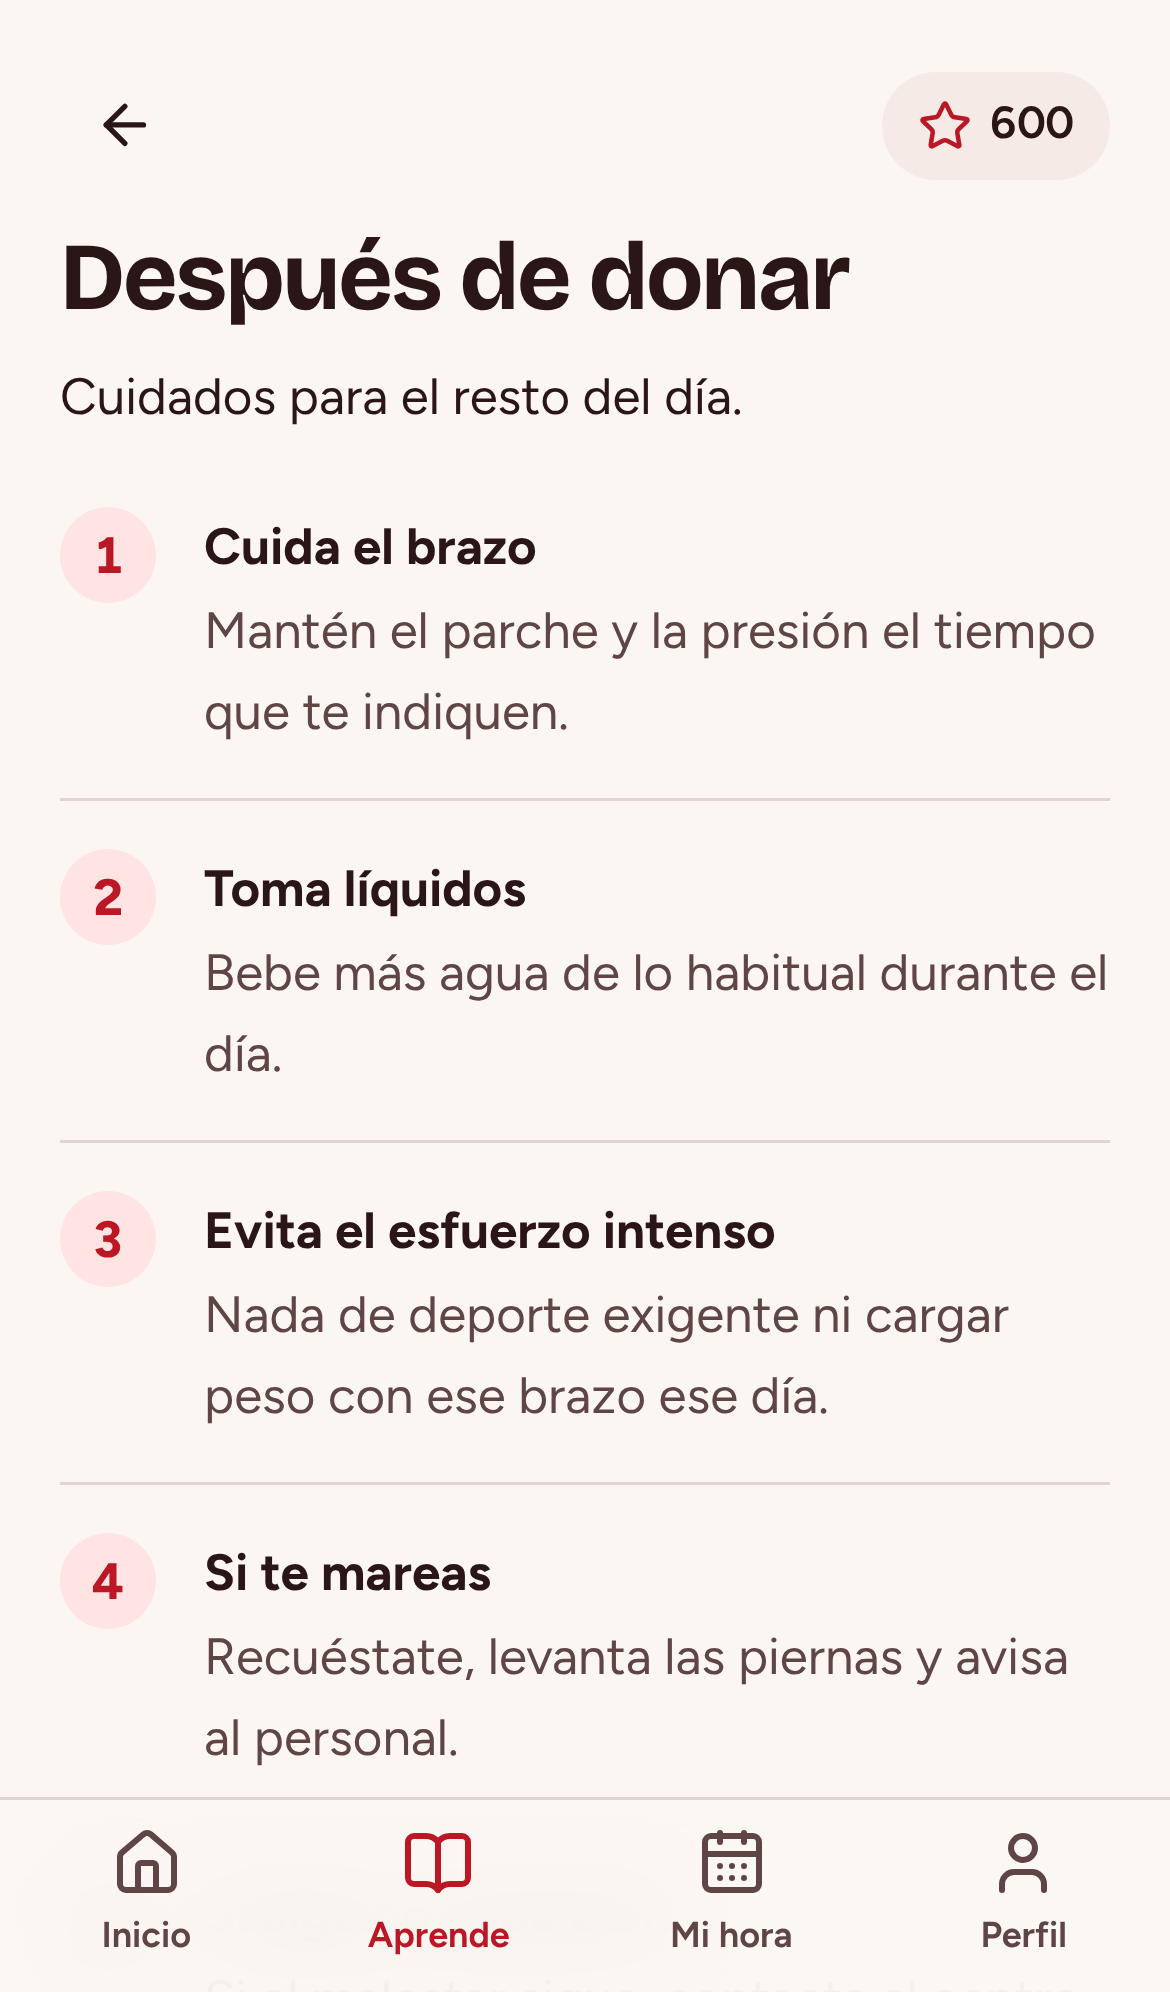 600
Después de donar
Cuidados para el resto del día.
1
Cuida el brazo
Mantén el parche y la presión el tiempo
que te indiquen.
2
Toma líquidos
Bebe más agua de lo habitual durante el
día.
3
Evita el esfuerzo intenso
Nada de deporte exigente ni cargar
peso con ese brazo ese día.
4
Si te mareas
Recuéstate, levanta las piernas y avisa
al personal.
Inicio
Aprende
Mi hora
Perfil